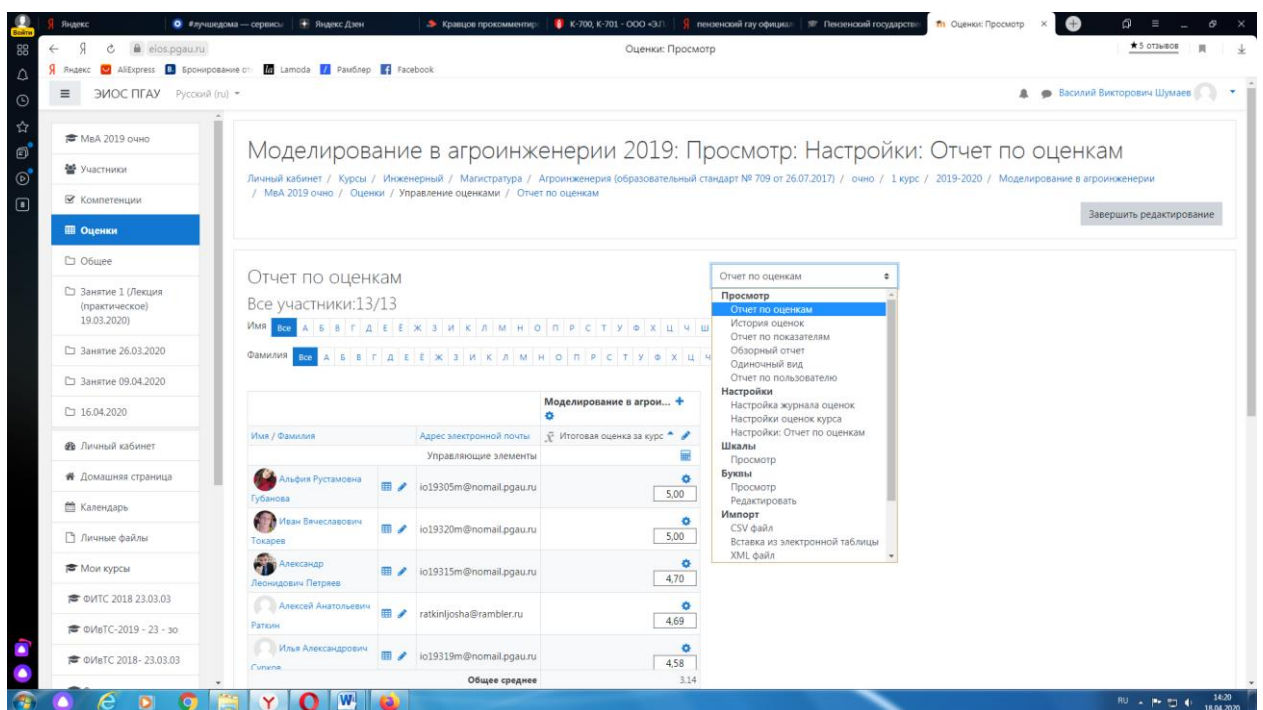 Войти
Яндекс
#лучшедома — сервисы
Яндекс Дзен
Кравцов прокомментир
К-700, К-701 - ООО «ЭЛ
пензенский гау официал
Пензенский государстве
Оценки: Просмотр
eios.pgau.ru
Оценки: Просмотр
★5 отзывов
Яндекс AliExpress Бронирование от Lamoda Рамблер Facebook
ЭИОС ПГАУ Русский (ru)
Василий Викторович Шумаев
МвА 2019 очно
Участники
Компетенции
Оценки
Общее
Занятие 1 (Лекция
(практическое)
19.03.2020)
Занятие 26.03.2020
Занятие 09.04.2020
16.04.2020
Личный кабинет
Домашняя страница
Календарь
Личные файлы
Мои курсы
ФИТС 2018 23.03.03
ФИвТС-2019 - 23 - зо
ФИвТС 2018- 23.03.03
Моделирование в агроинженерии 2019: Просмотр: Настройки: Отчет по оценкам
Личный кабинет / Курсы / Инженерный / Магистратура / Агроинженерия (образовательный стандарт № 709 от 26.07.2017) / очно / 1 курс / 2019-2020 / Моделирование в агроинженерии
/ МвА 2019 очно / Оценки / Управление оценками / Отчет по оценкам
Завершить редактирование
Отчет по оценкам
Все участники:13/13
Имя Все А Б В Г Д Е Ё Ж З И К Л М Н О П Р С Т У Ф Х Ц Ч Ш
Фамилия Все А Б В Г Д Е Ё Ж З И К Л М Н О П Р С Т У Ф Х Ц Ч
Отчет по оценкам
Просмотр
Отчет по оценкам
История оценок
Отчет по показателям
Обзорный отчет
Одиночный вид
Отчет по пользователю
Настройки
Настройка журнала оценок
Настройки оценок курса
Настройки: Отчет по оценкам
Шкалы
Просмотр
Буквы
Просмотр
Редактировать
Импорт
CSV файл
Вставка из электронной таблицы
XML файл
Моделирование в агрои...
Имя / Фамилия Адрес электронной почты x̄ Итоговая оценка за курс
Управляющие элементы
Альфия Рустамовна
Губанова io19305m@nomail.pgau.ru 5,00
Иван Вячеславович
Токарев io19320m@nomail.pgau.ru 5,00
Александр
Леонидович Петряев io19315m@nomail.pgau.ru 4,70
Алексей Анатольевич
Раткин ratkinljosha@rambler.ru 4,69
Илья Александрович
Сурков io19319m@nomail.pgau.ru 4,58
Общее среднее 3,14
RU
14:20
18.04.2020